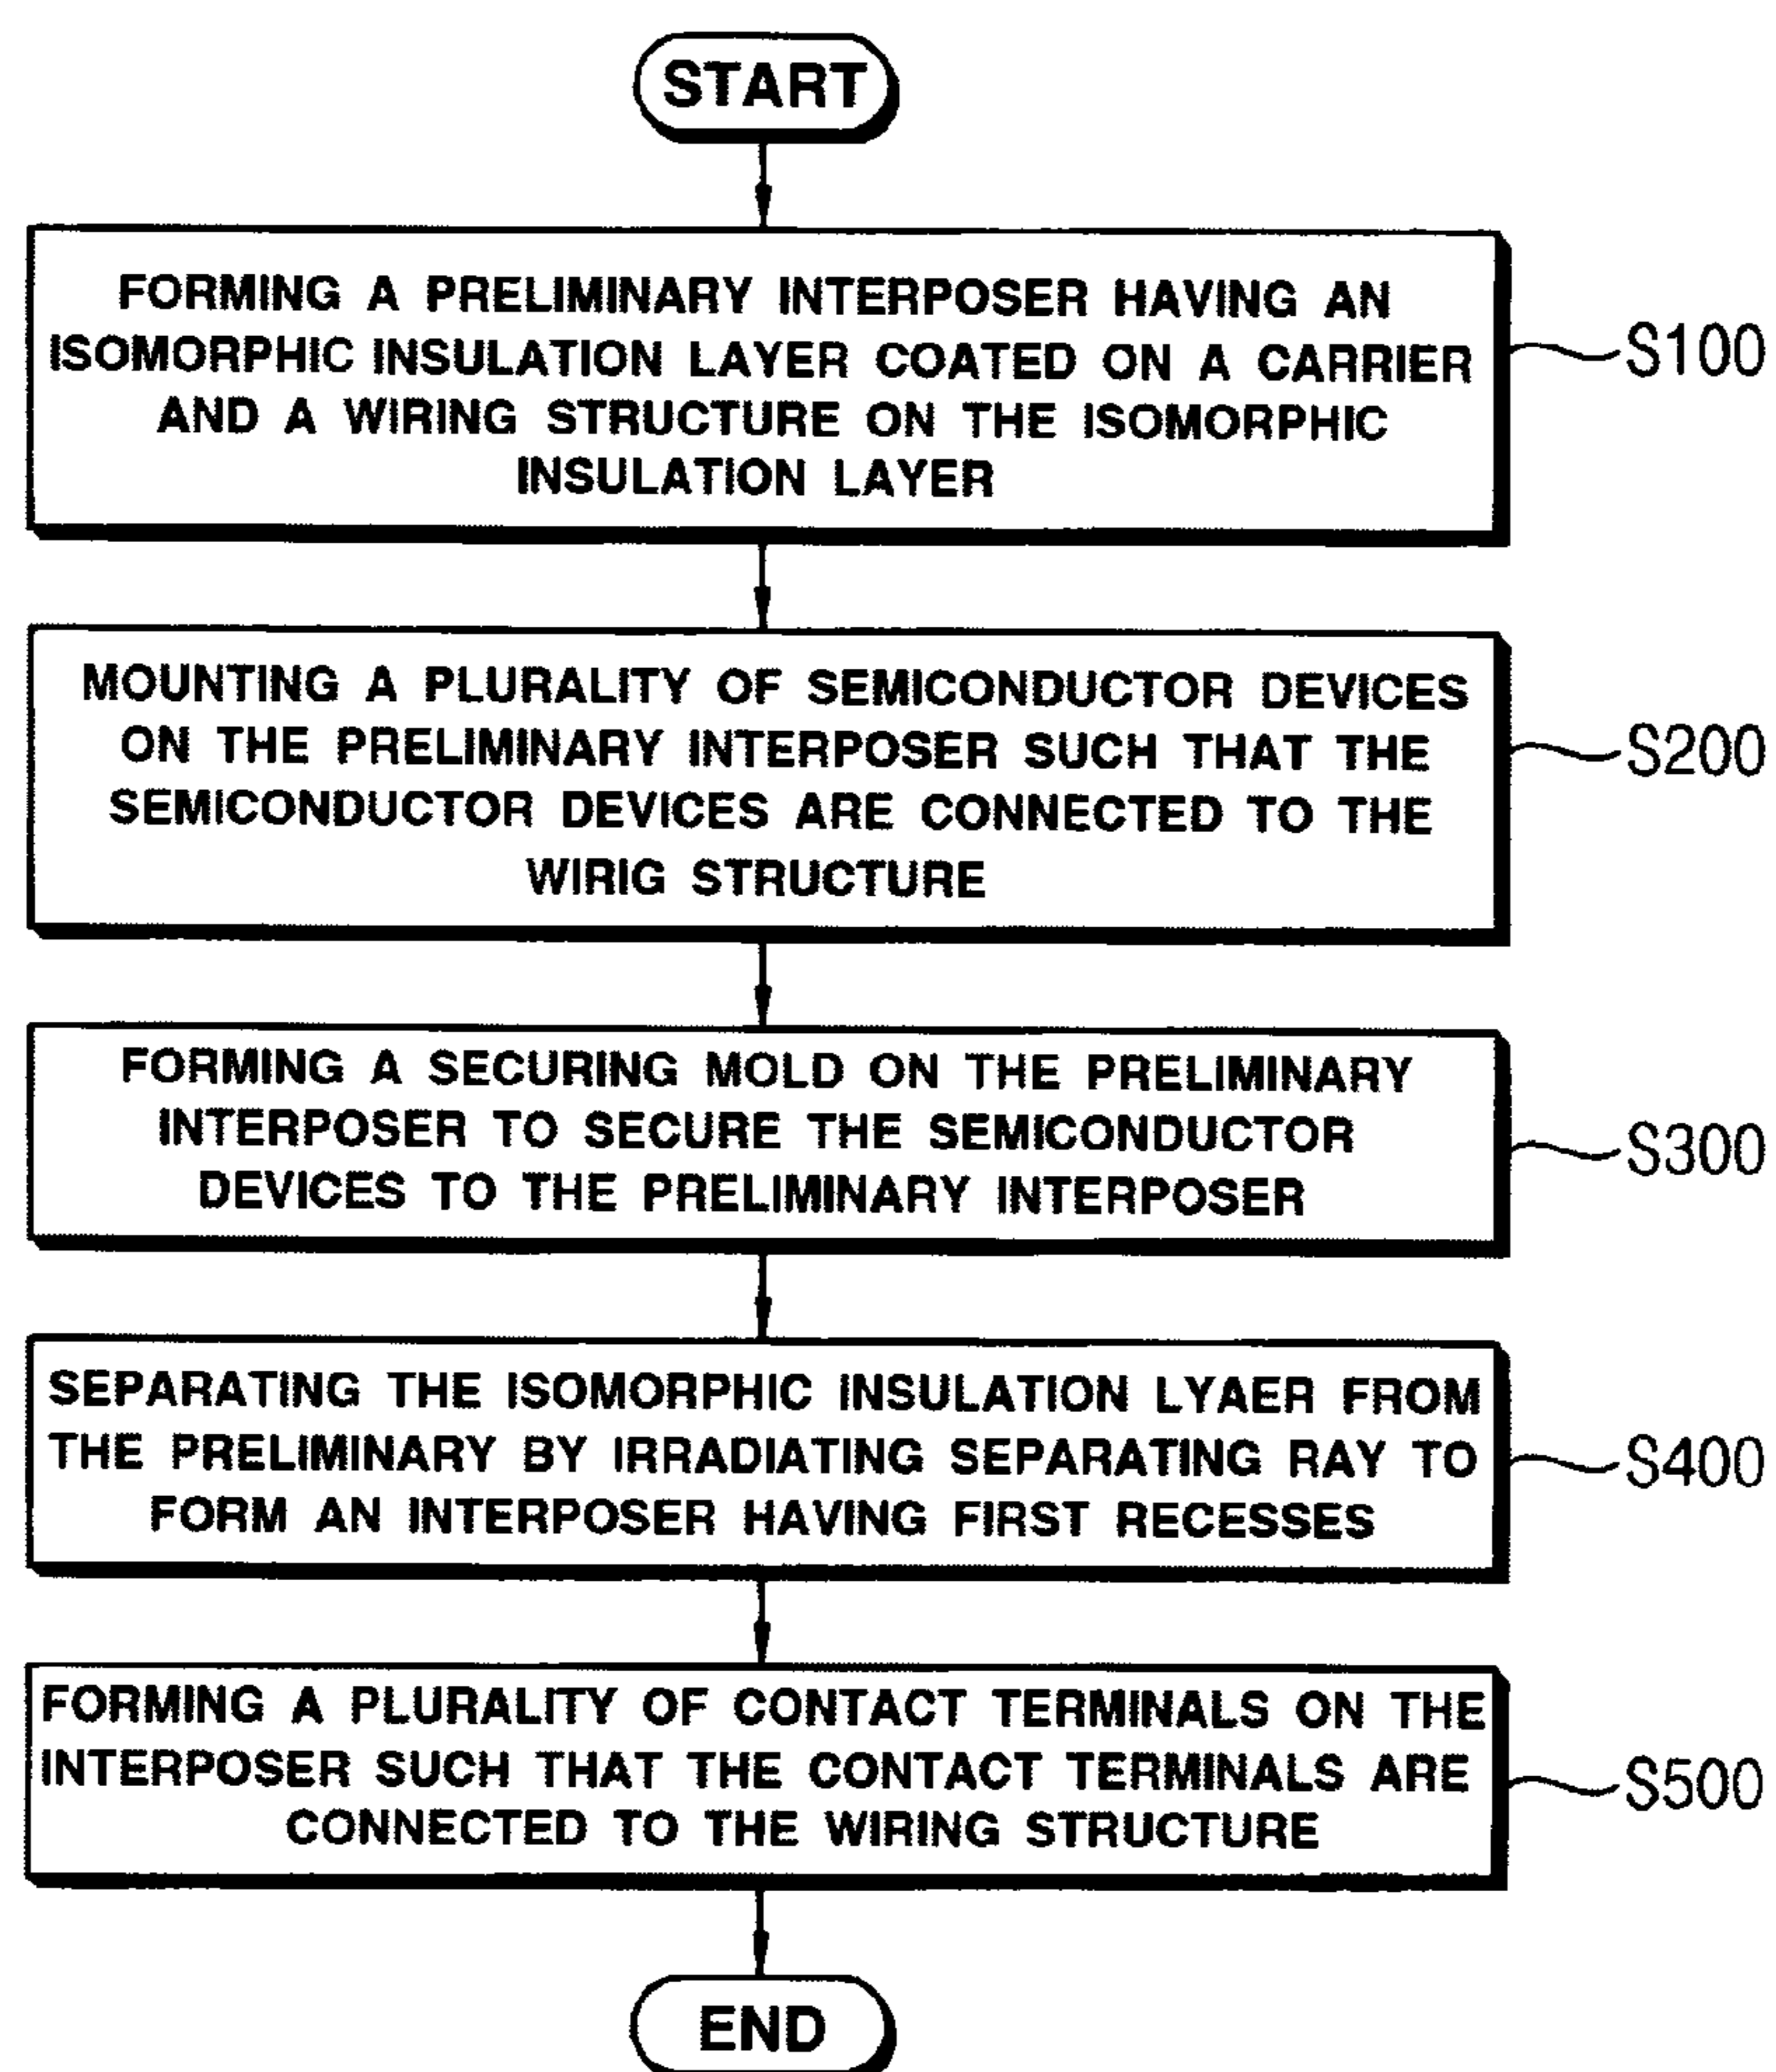 START
FORMING A PRELIMINARY INTERPOSER HAVING AN
ISOMORPHIC INSULATION LAYER COATED ON A CARRIER
AND A WIRING STRUCTURE ON THE ISOMORPHIC
INSULATION LAYER
S100
MOUNTING A PLURALITY OF SEMICONDUCTOR DEVICES
ON THE PRELIMINARY INTERPOSER SUCH THAT THE
SEMICONDUCTOR DEVICES ARE CONNECTED TO THE
WIRIG STRUCTURE
S200
FORMING A SECURING MOLD ON THE PRELIMINARY
INTERPOSER TO SECURE THE SEMICONDUCTOR
DEVICES TO THE PRELIMINARY INTERPOSER
S300
SEPARATING THE ISOMORPHIC INSULATION LYAER FROM
THE PRELIMINARY BY IRRADIATING SEPARATING RAY TO
FORM AN INTERPOSER HAVING FIRST RECESSES
S400
FORMING A PLURALITY OF CONTACT TERMINALS ON THE
INTERPOSER SUCH THAT THE CONTACT TERMINALS ARE
CONNECTED TO THE WIRING STRUCTURE
S500
END